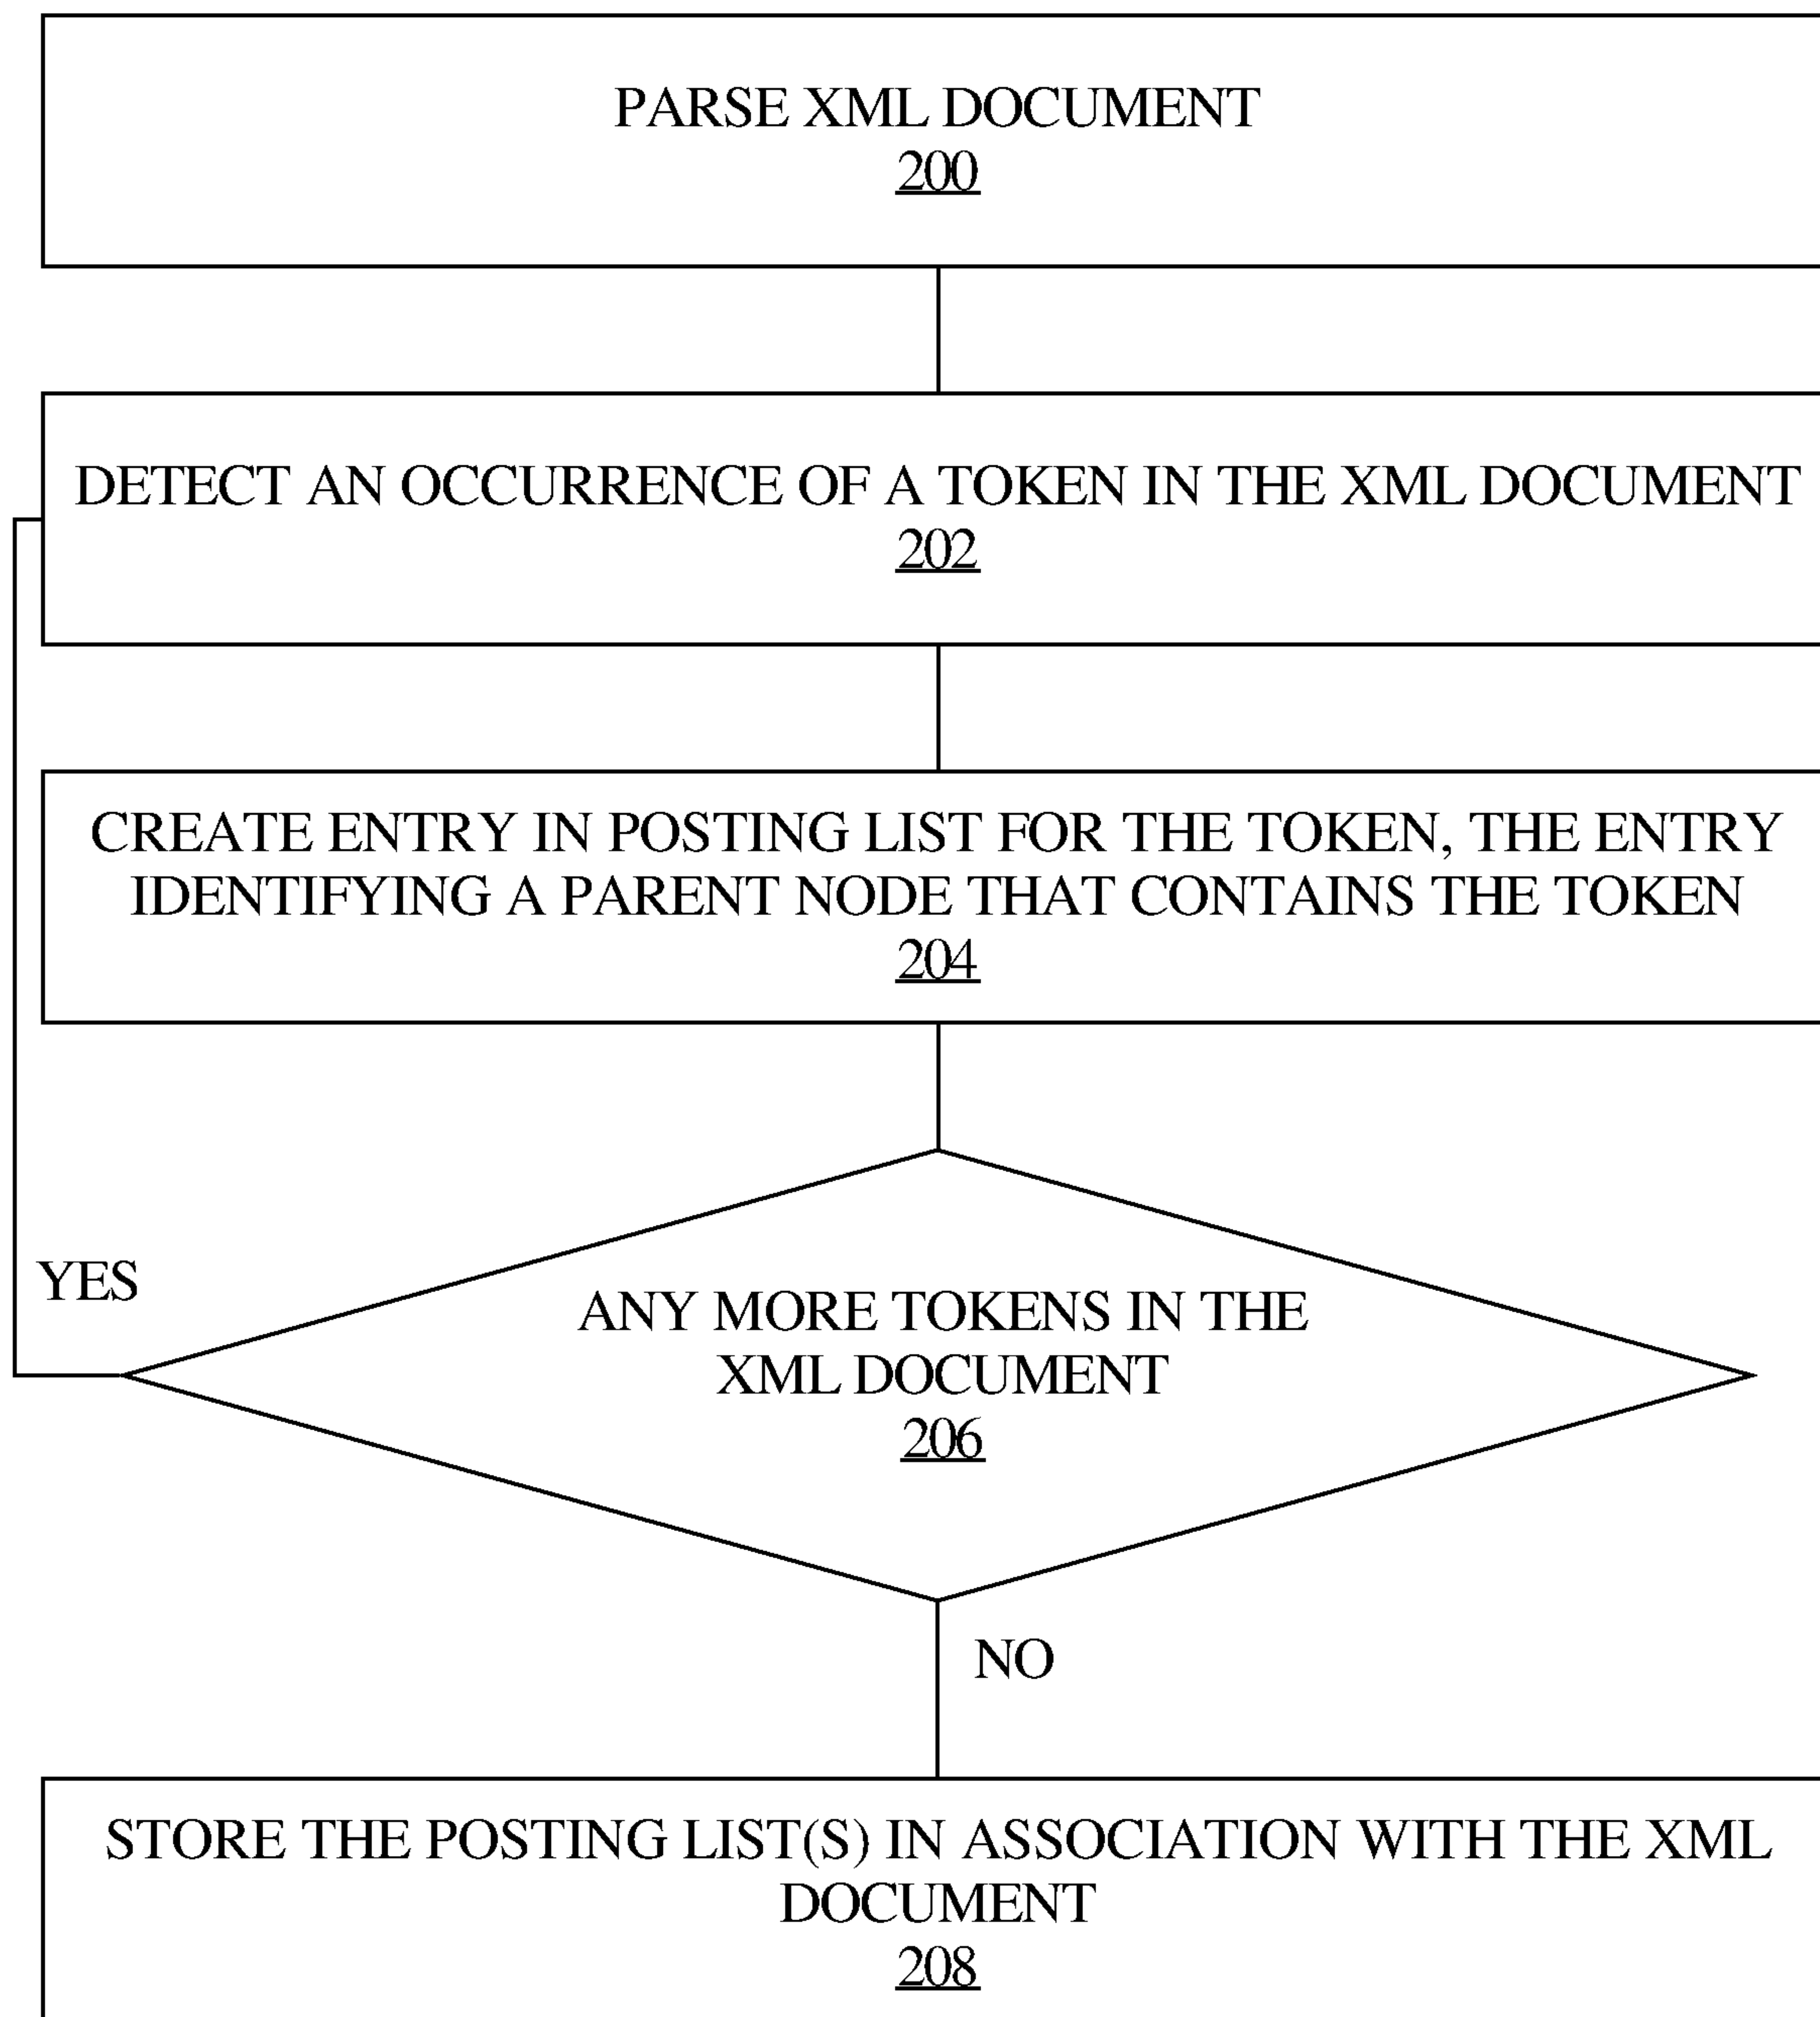 PARSE XML DOCUMENT
200
DETECT AN OCCURRENCE OF A TOKEN IN THE XML DOCUMENT
202
CREATE ENTRY IN POSTING LIST FOR THE TOKEN, THE ENTRY
IDENTIFYING A PARENT NODE THAT CONTAINS THE TOKEN
204
YES
ANY MORE TOKENS IN THE
XML DOCUMENT
206
NO
STORE THE POSTING LIST(S) IN ASSOCIATION WITH THE XML
DOCUMENT
208